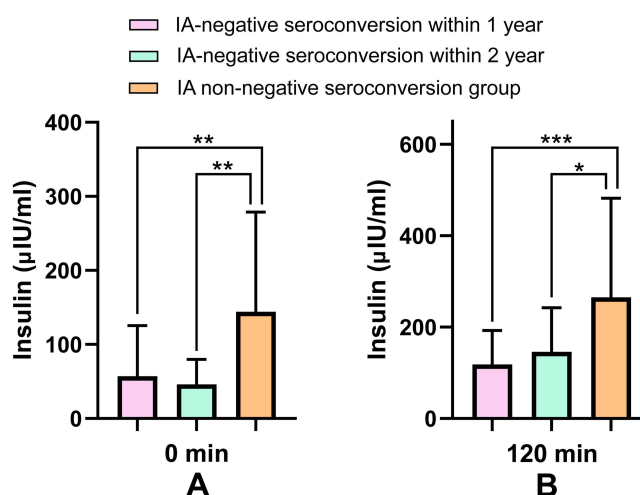 IA-negative seroconversion within 1 year
IA-negative seroconversion within 2 year
IA non-negative seroconversion group
Insulin (μIU/ml)
400
300
200
100
0
**
**
0 min
A
Insulin (μIU/ml)
600
400
200
0
***
*
120 min
B